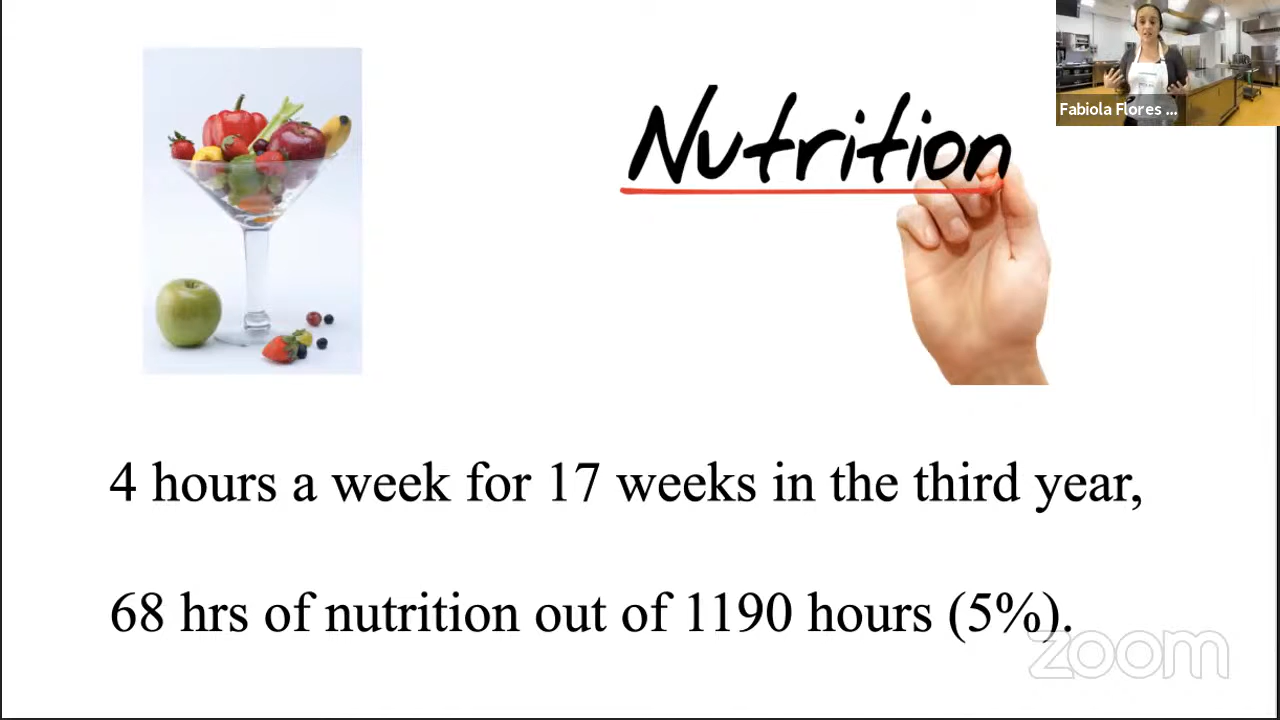 Fabiola Flores ...
Nutrition
4 hours a week for 17 weeks in the third year,
68 hrs of nutrition out of 1190 hours (5%).
zoom